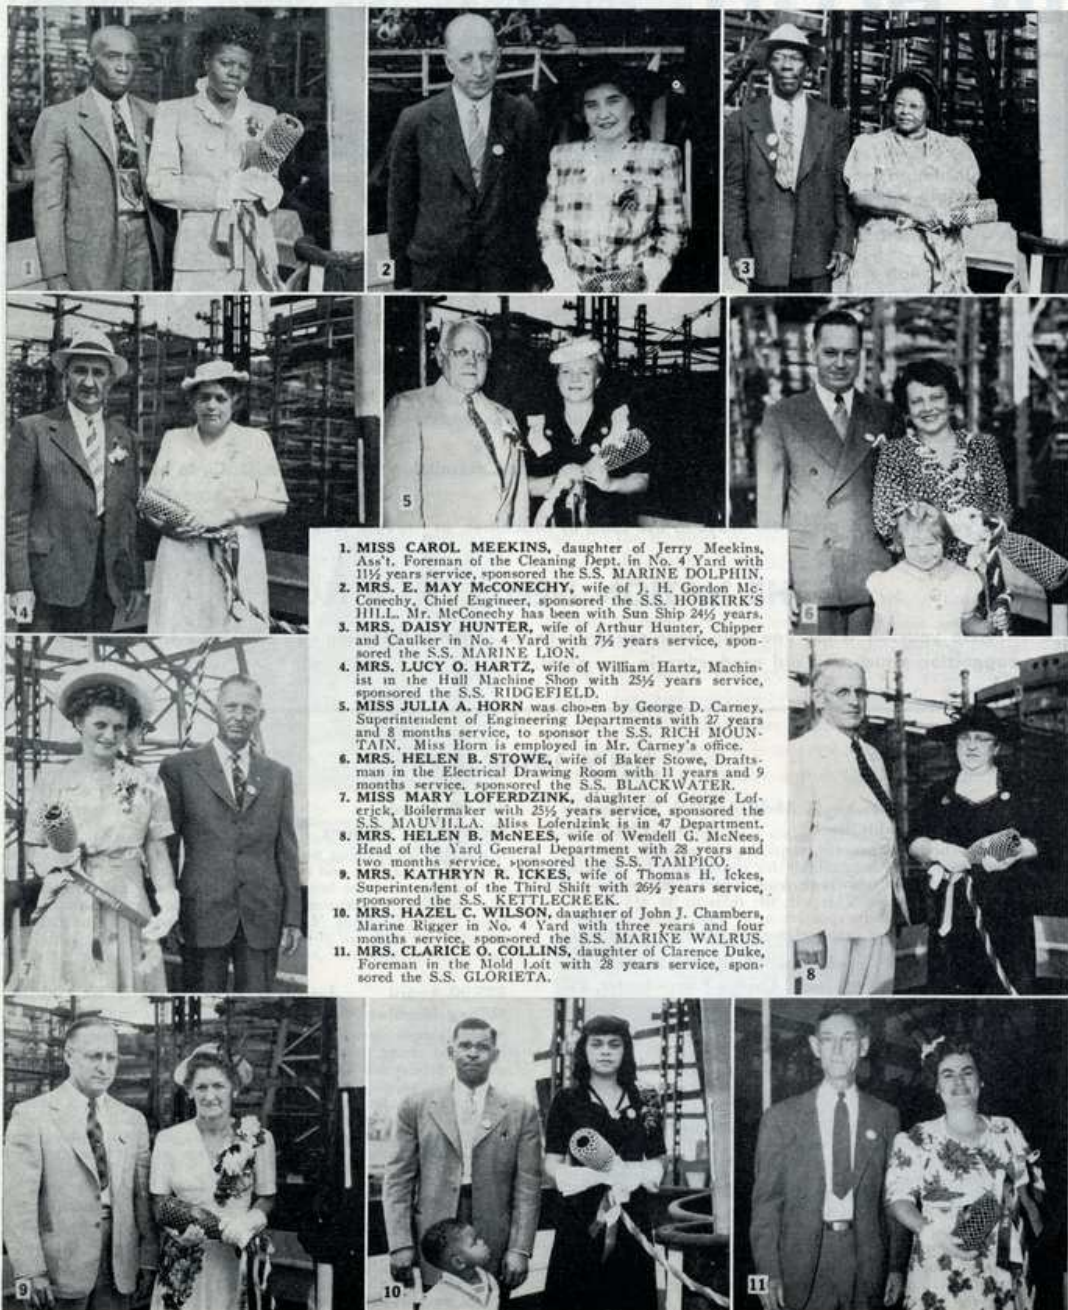 1
2
3
4
5
6
1. MISS CAROL MEEKINS, daughter of Jerry Meekins,
Ass't. Foreman of the Cleaning Dept. in No. 4 Yard with
11½ years service, sponsored the S.S. MARINE DOLPHIN.
2. MRS. E. MAY McCONECHY, wife of J. H. Gordon Mc-
Conechy, Chief Engineer, sponsored the S.S. HOBKIRK'S
HILL. Mr. McConechy has been with Sun Ship 24½ years.
3. MRS. DAISY HUNTER, wife of Arthur Hunter, Chipper
and Caulker in No. 4 Yard with 7½ years service, spon-
sored the S.S. MARINE LION.
4. MRS. LUCY O. HARTZ, wife of William Hartz, Machin-
ist in the Hull Machine Shop with 25½ years service,
sponsored the S.S. RIDGEFIELD.
5. MISS JULIA A. HORN was chosen by George D. Carney,
Superintendent of Engineering Departments with 27 years
and 8 months service, to sponsor the S.S. RICH MOUN-
TAIN. Miss Horn is employed in Mr. Carney's office.
6. MRS. HELEN B. STOWE, wife of Baker Stowe, Drafts-
man in the Electrical Drawing Room with 11 years and 9
months service, sponsored the S.S. BLACKWATER.
7. MISS MARY LOFERDZINK, daughter of George Lof-
erjck, Boilermaker with 25½ years service, sponsored the
S.S. MAUVILLA. Miss Loferdzink is in 47 Department.
8. MRS. HELEN B. McNEES, wife of Wendell G. McNees,
Head of the Yard General Department with 28 years and
two months service, sponsored the S.S. TAMPICO.
9. MRS. KATHRYN R. ICKES, wife of Thomas H. Ickes,
Superintendent of the Third Shift with 26½ years service,
sponsored the S.S. KETTLECREEK.
10. MRS. HAZEL C. WILSON, daughter of John J. Chambers,
Marine Rigger in No. 4 Yard with three years and four
months service, sponsored the S.S. MARINE WALRUS.
11. MRS. CLARICE O. COLLINS, daughter of Clarence Duke,
Foreman in the Mold Loft with 28 years service, spon-
sored the S.S. GLORIETA.
8
9
10
11